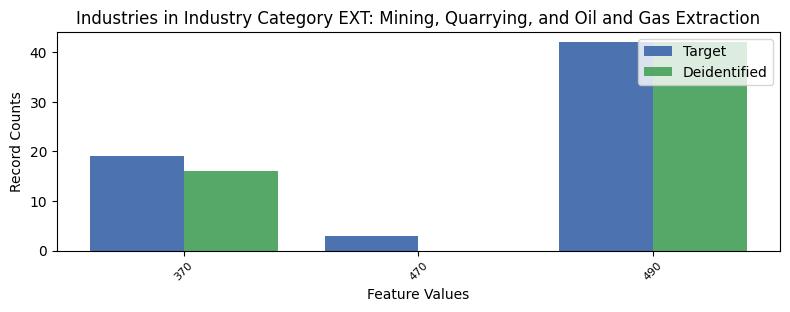 Industries in Industry Category EXT: Mining, Quarrying, and Oil and Gas Extraction
Target
Deidentified
Record Counts
40
30
20
10
0
370
470
490
Feature Values